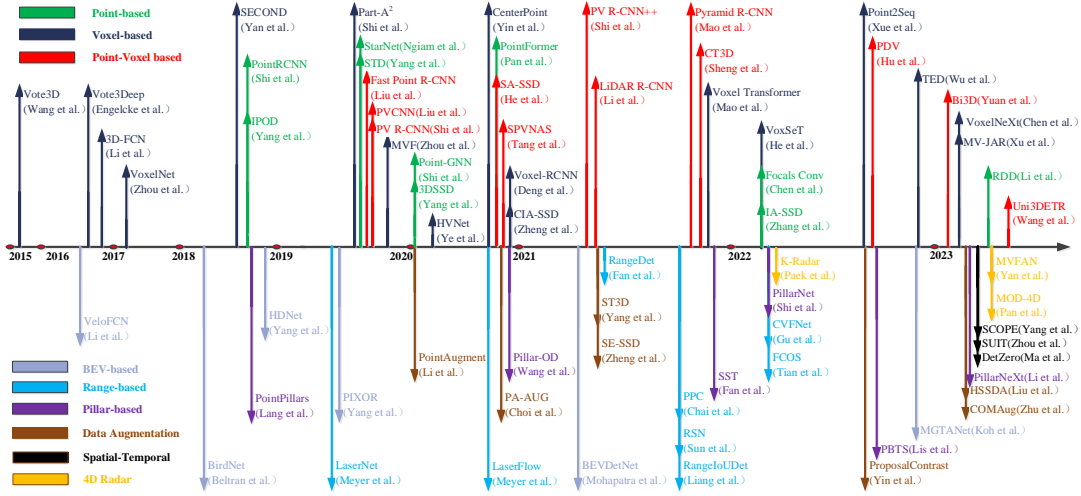 Point-based
Voxel-based
Point-Voxel based
Vote3D
(Wang et al.)
Vote3Deep
(Engelcke et al.)
3D-FCN
(Li et al.)
VoxelNet
(Zhou et al.)
SECOND
(Yan et al.)
PointRCNN
(Shi et al.)
IPOD
(Yang et al.)
Part-A²
(Shi et al.)
StarNet(Ngiam et al.)
STD(Yang et al.)
Fast Point R-CNN
(Liu et al.)
PVCNN(Liu et al.)
PV R-CNN(Shi et al.)
MVF(Zhou et al.)
Point-GNN
(Shi et al.)
3DSSD
(Yang et al.)
HVNet
(Ye et al.)
CenterPoint
(Yin et al.)
PointFormer
(Pan et al.)
SA-SSD
(He et al.)
SPVNAS
(Tang et al.)
Voxel-RCNN
(Deng et al.)
CIA-SSD
(Zheng et al.)
PV R-CNN++
(Shi et al.)
LiDAR R-CNN
(Li et al.)
Pyramid R-CNN
(Mao et al.)
CT3D
(Sheng et al.)
Voxel Transformer
(Mao et al.)
VoxSeT
(He et al.)
Focals Conv
(Chen et al.)
IA-SSD
(Zhang et al.)
Point2Seq
(Xue et al.)
PDV
(Hu et al.)
TED(Wu et al.)
Bi3D(Yuan et al.)
VoxelNeXt(Chen et al.)
MV-JAR(Xu et al.)
RDD(Li et al.)
Uni3DETR
(Wang et al.)
2015
2016
2017
2018
2019
2020
2021
2022
2023
VeloFCN
(Li et al.)
HDNet
(Yang et al.)
PointPillars
(Lang et al.)
BirdNet
(Beltran et al.)
PIXOR
(Yang et al.)
LaserNet
(Meyer et al.)
PointAugment
(Li et al.)
Pillar-OD
(Wang et al.)
PA-AUG
(Choi et al.)
LaserFlow
(Meyer et al.)
RangeDet
(Fan et al.)
ST3D
(Yang et al.)
SE-SSD
(Zheng et al.)
BEVDetNet
(Mohapatra et al.)
PPC
(Chai et al.)
RSN
(Sun et al.)
RangeIoUDet
(Liang et al.)
SST
(Fan et al.)
K-Radar
(Paek et al.)
PillarNet
(Shi et al.)
CVFNet
(Gu et al.)
FCOS
(Tian et al.)
PBTS(Lis et al.)
ProposalContrast
(Yin et al.)
MGTANet(Koh et al.)
MVFAN
(Yan et al.)
MOD-4D
(Pan et al.)
SCOPE(Yang et al.)
SUIT(Zhou et al.)
DetZero(Ma et al.)
PillarNeXt(Li et al.)
HSSDA(Liu et al.)
COMAug(Zhu et al.)
BEV-based
Range-based
Pillar-based
Data Augmentation
Spatial-Temporal
4D Radar